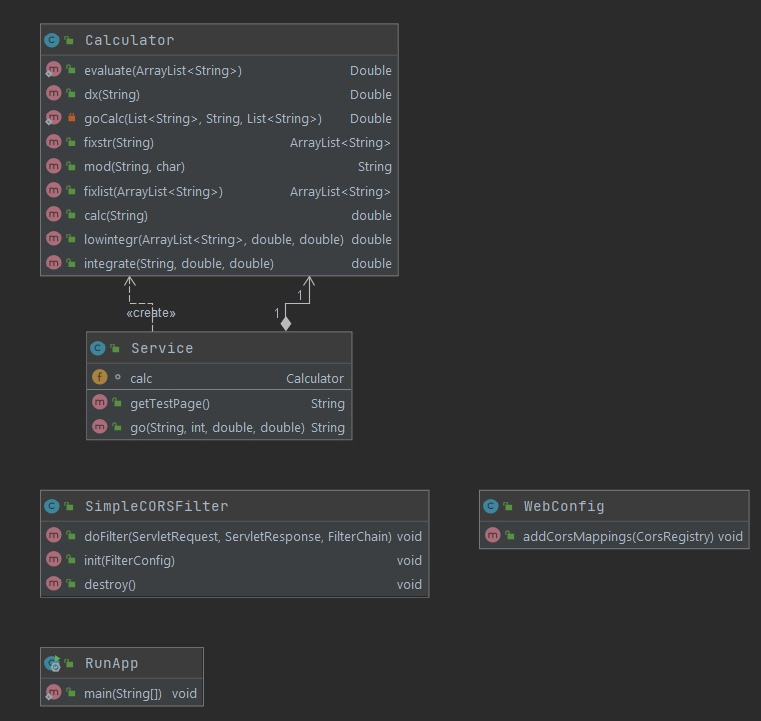 Calculator
evaluate(ArrayList<String>) Double
dx(String) Double
goCalc(List<String>, String, List<String>) Double
fixstr(String) ArrayList<String>
mod(String, char) String
fixlist(ArrayList<String>) ArrayList<String>
calc(String) double
lowintegr(ArrayList<String>, double, double) double
integrate(String, double, double) double
1
«create» 1
Service
calc Calculator
getTestPage() String
go(String, int, double, double) String
SimpleCORSFilter
doFilter(ServletRequest, ServletResponse, FilterChain) void
init(FilterConfig) void
destroy() void
WebConfig
addCorsMappings(CorsRegistry) void
RunApp
main(String[]) void